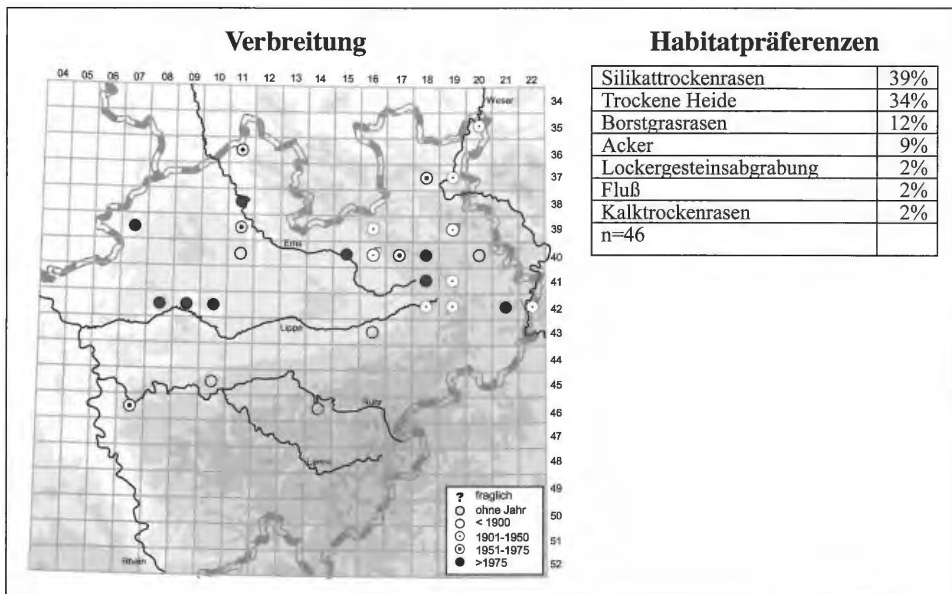 Verbreitung
04 05 06 07 08 09 10 11 12 13 14 15 16 17 18 19 20 21 22
Weser
34
35
36
37
38
39
Ems
40
41
42
Lippe
43
44
45
Ruhr
46
47
Lenne
48
49
50
51
Rhein
52
? fraglich
ohne Jahr
< 1900
1901-1950
1951-1975
>1975
Habitatpräferenzen
Silikattrockenrasen 39%
Trockene Heide 34%
Borstgrasrasen 12%
Acker 9%
Lockergesteinsabgrabung 2%
Fluß 2%
Kalktrockenrasen 2%
n=46